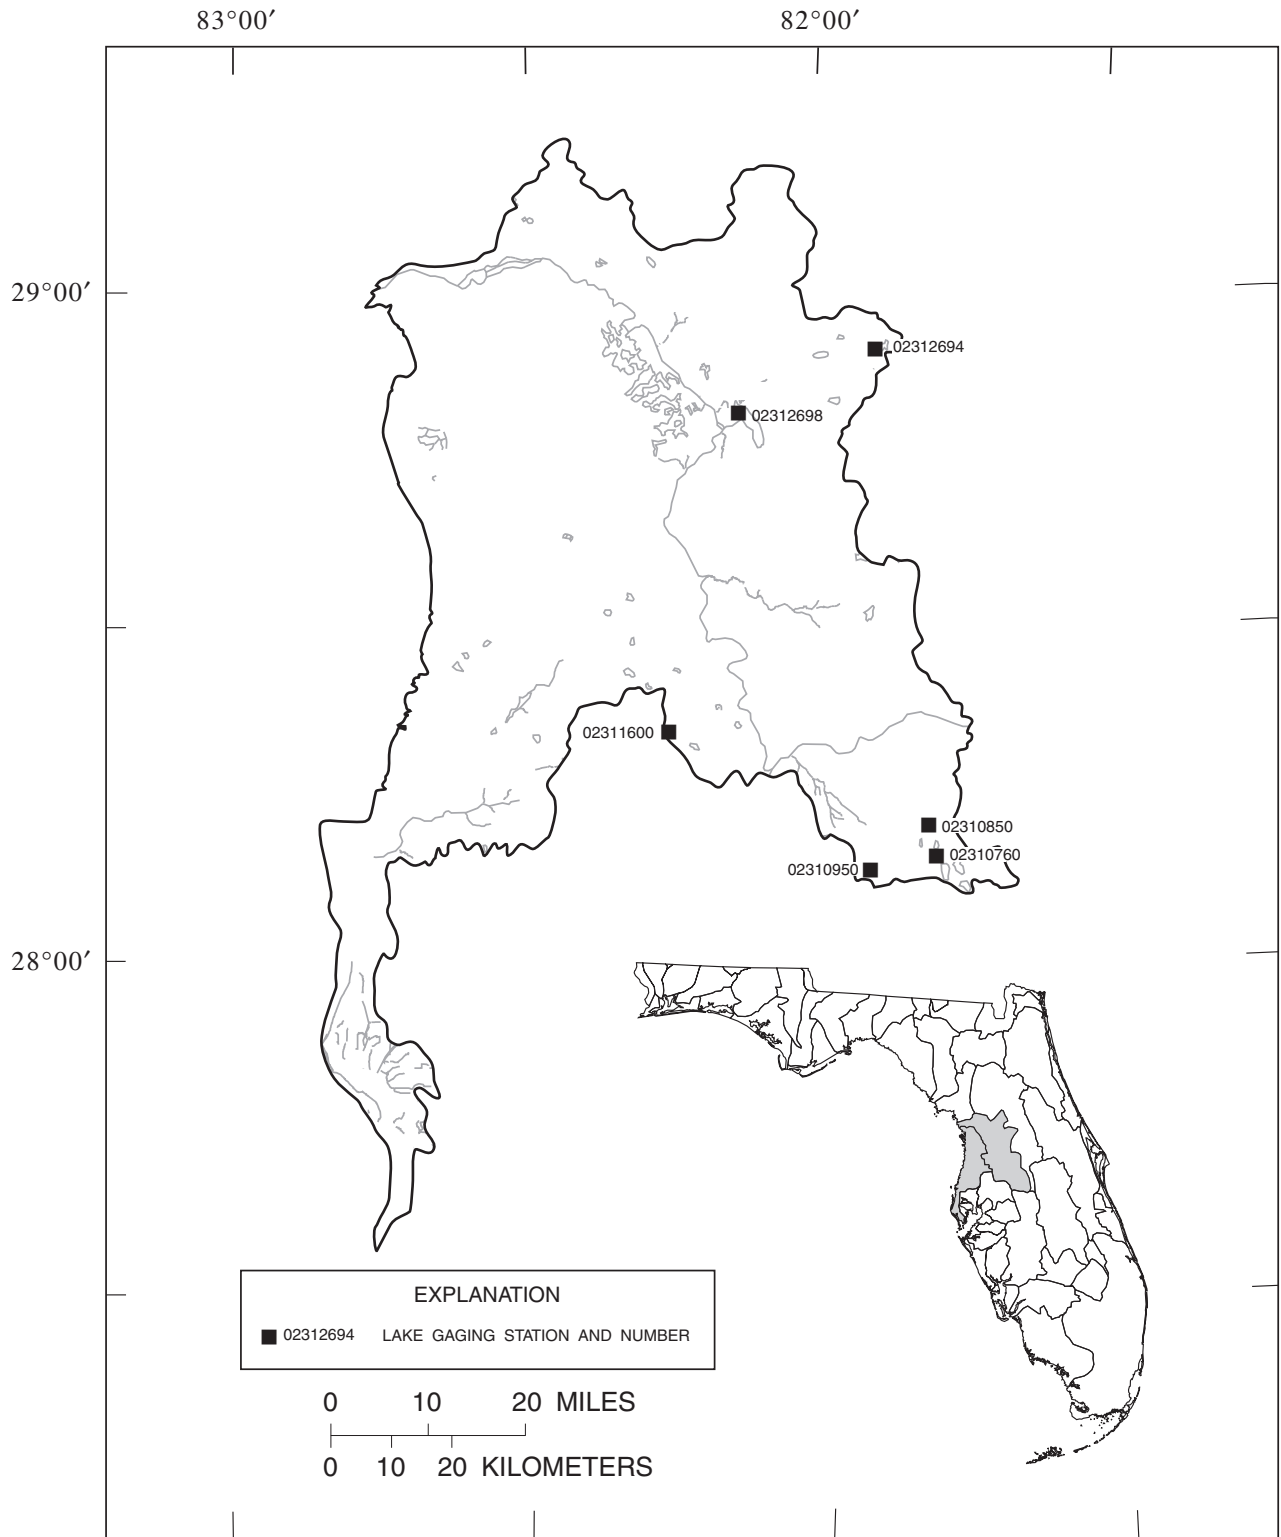 83°00′ 82°00′
29°00′
02312694
02312698
02311600
02310850
02310760
02310950
28°00′
EXPLANATION
02312694 LAKE GAGING STATION AND NUMBER
0 10 20 MILES
0 10 20 KILOMETERS